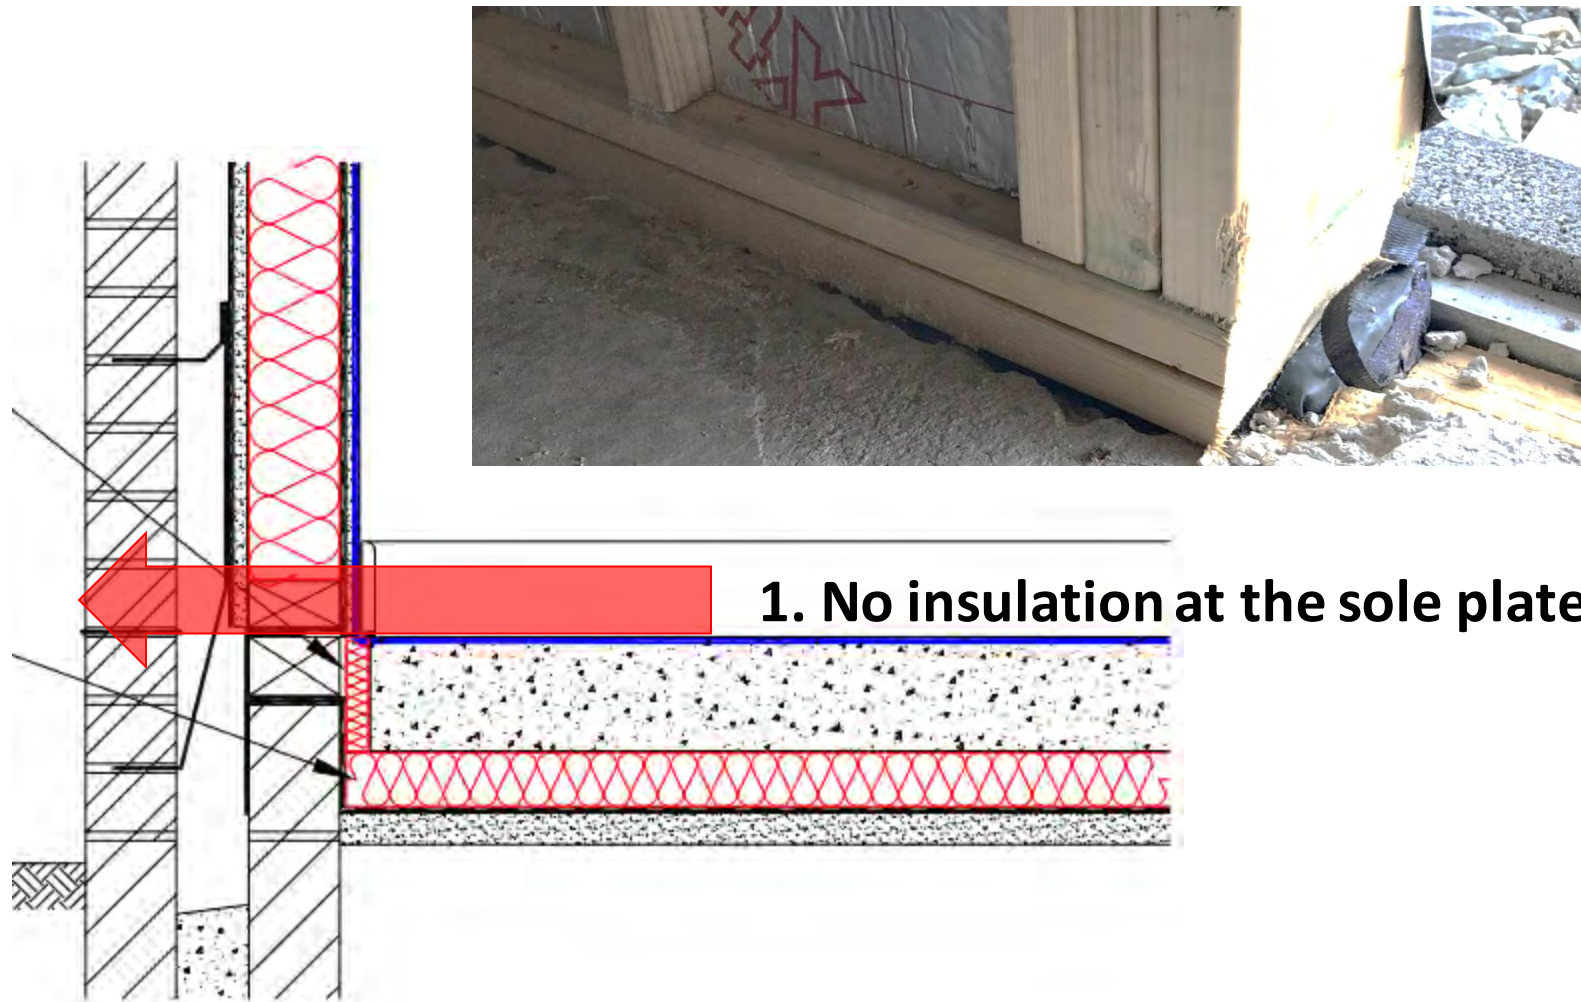 1. No insulation at the sole plate